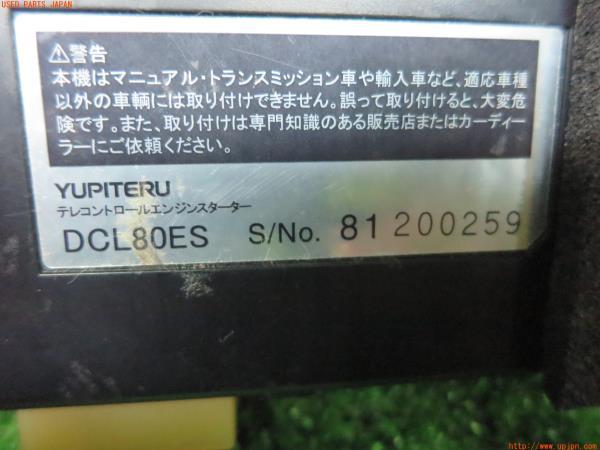 USED PARTS JAPAN
⚠警告
本機はマニュアル・トランスミッション車や輸入車など、適応車種
以外の車輌には取り付けできません。誤って取り付けると、大変危
険です。また、取り付けは専門知識のある販売店またはカーディー
ラーにご依頼ください。
YUPITERU
テレコントロールエンジンスターター
DCL80ES S/No. 81 200259
http://www.upjpn.com/